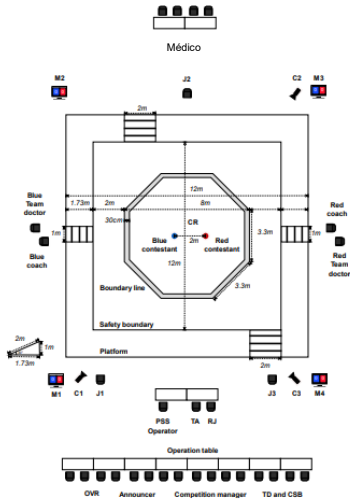 Médico
M2
J2
C2
M3
2m
12m
1.73m
2m
8m
Blue
Team
doctor
Red
coach
30cm
CR
3.3m
1m
1m
Blue
contestant
2m
Red
contestant
Blue
coach
Red
Team
doctor
12m
Boundary line
3.3m
Safety boundary
2m
1m
1.73m
Platform
2m
M1
C1
J1
J3
C3
M4
PSS
Operator
TA
RJ
Operation table
OVR
Announcer
Competition manager
TD and CSB